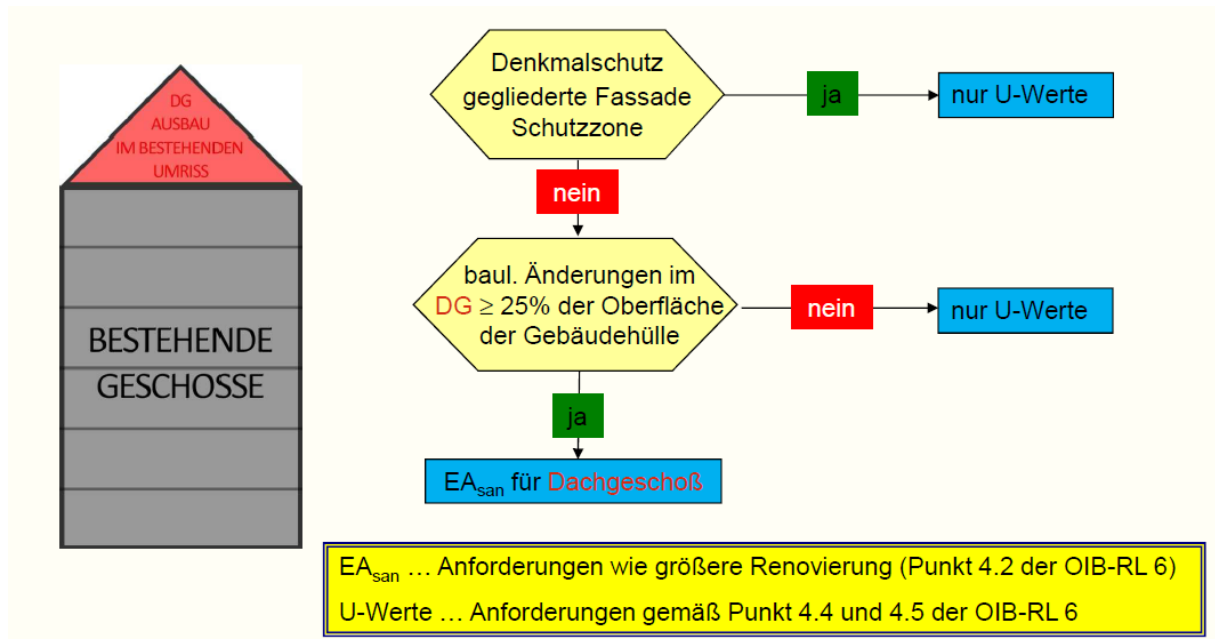 DG
AUSBAU
IM BESTEHENDEN
UMRISS
BESTEHENDE
GESCHOSSE
Denkmalschutz
gegliederte Fassade
Schutzzone
ja
nur U-Werte
nein
baul. Änderungen im
DG ≥ 25% der Oberfläche
der Gebäudehülle
nein
nur U-Werte
ja
EAsan für Dachgeschoß
EAsan … Anforderungen wie größere Renovierung (Punkt 4.2 der OIB-RL 6)
U-Werte … Anforderungen gemäß Punkt 4.4 und 4.5 der OIB-RL 6